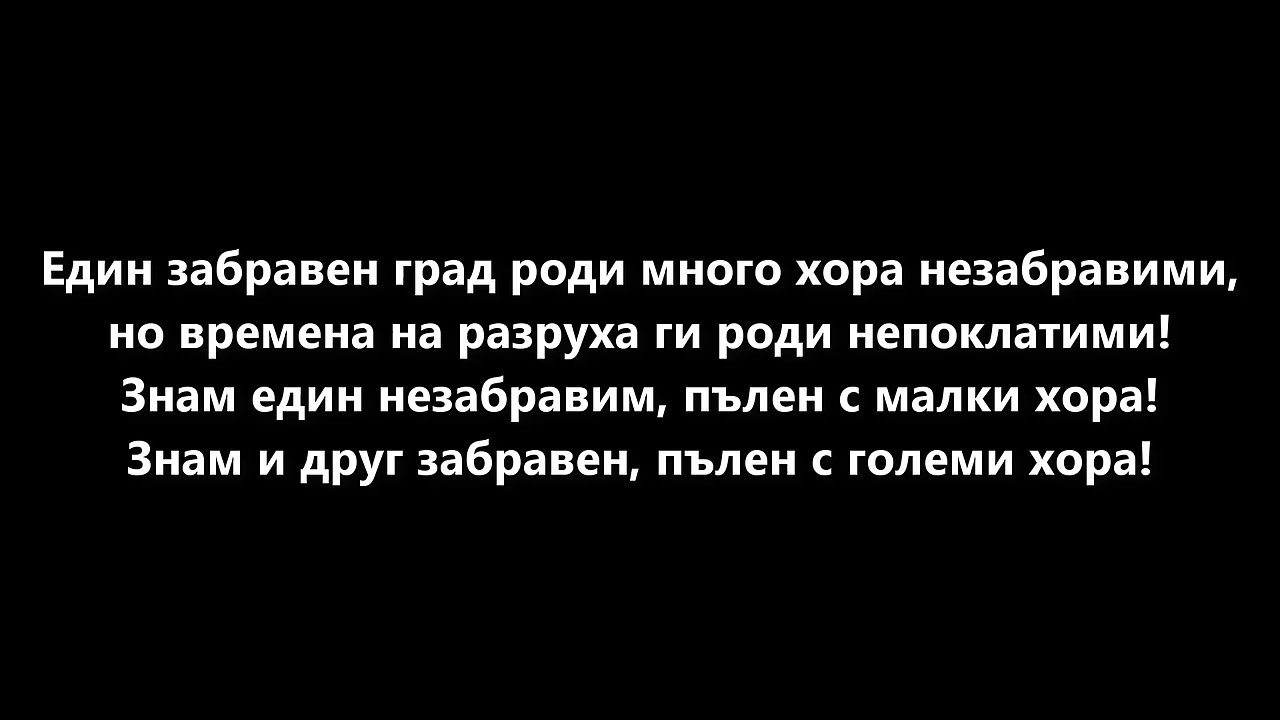 Един забравен град роди много хора незабравими,
но времена на разруха ги роди непоклатими!
Знам един незабравим, пълен с малки хора!
Знам и друг забравен, пълен с големи хора!